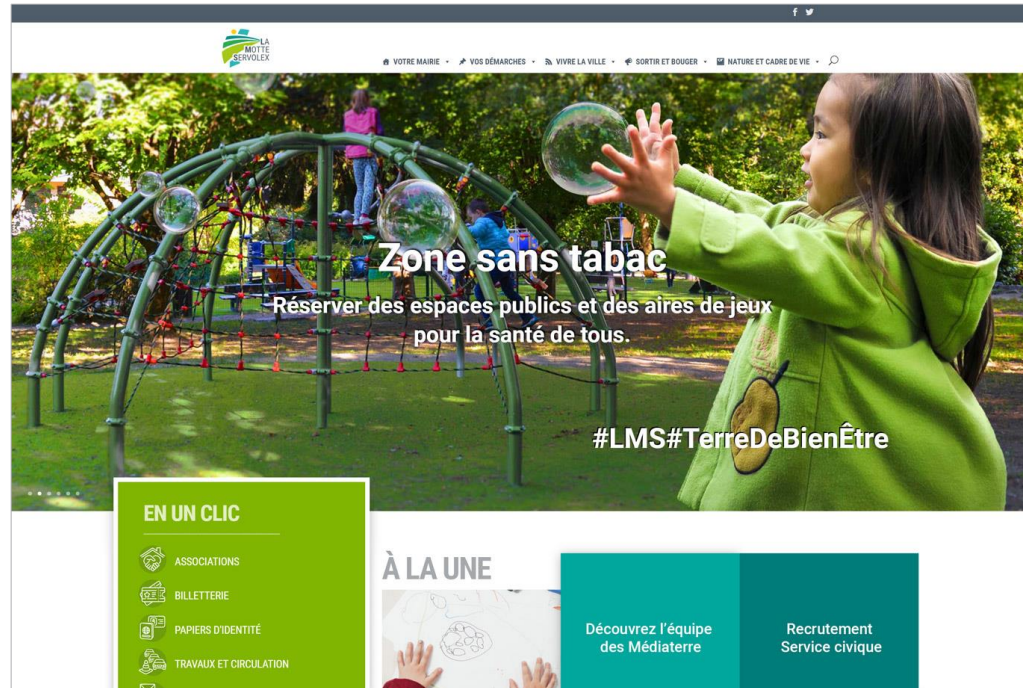 LA
MOTTE
SERVOLEX
VOTRE MAIRIE
VOS DÉMARCHES
VIVRE LA VILLE
SORTIR ET BOUGER
NATURE ET CADRE DE VIE
Zone sans tabac
Réserver des espaces publics et des aires de jeux
pour la santé de tous.
#LMS#TerreDeBienÊtre
EN UN CLIC
ASSOCIATIONS
BILLETTERIE
PAPIERS D'IDENTITÉ
TRAVAUX ET CIRCULATION
À LA UNE
Découvrez l'équipe
des Médiaterre
Recrutement
Service civique